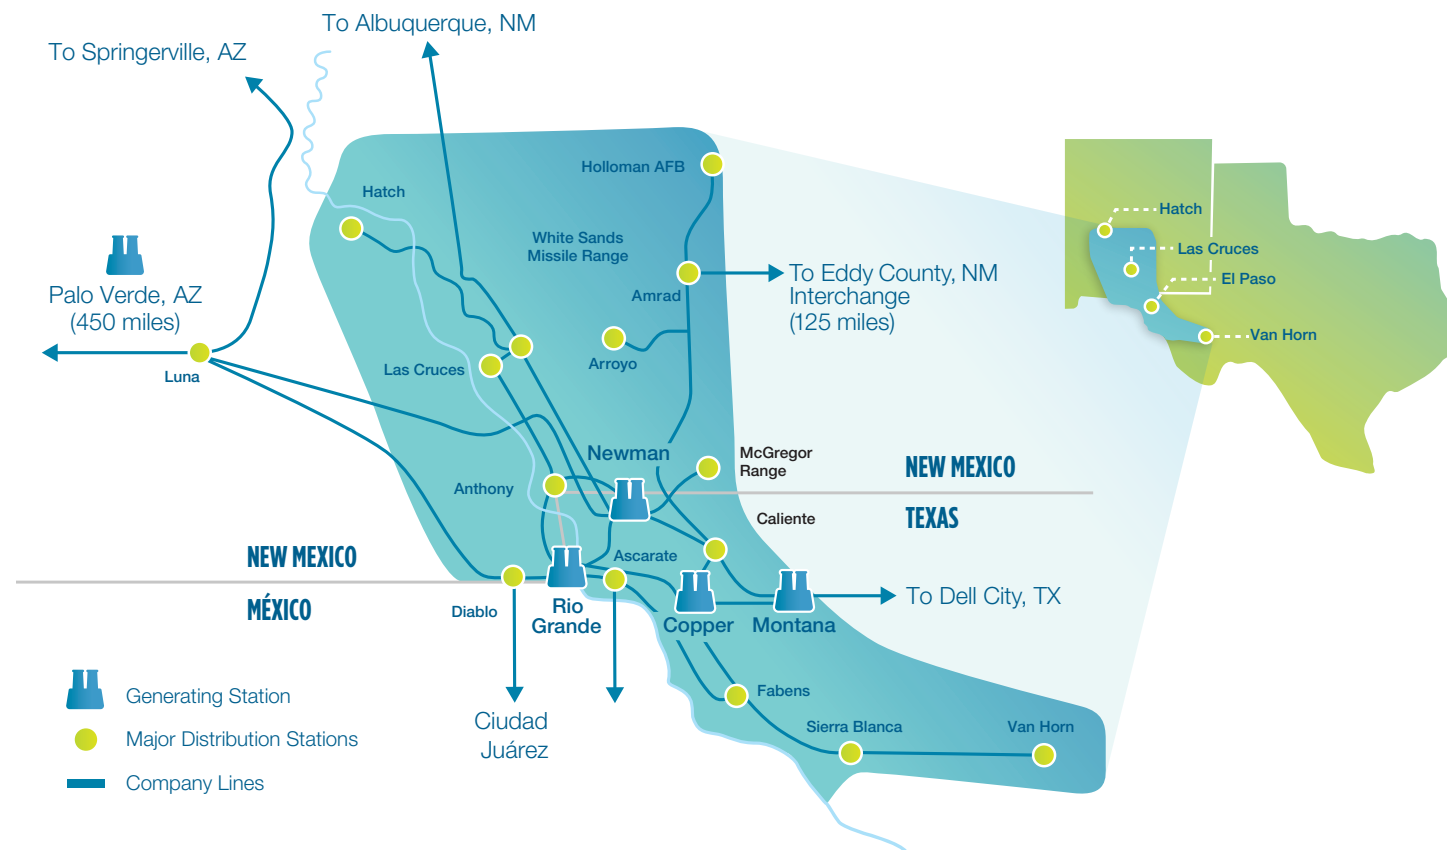 To Albuquerque, NM
To Springerville, AZ
Holloman AFB
Hatch
White Sands
Missile Range
Palo Verde, AZ
(450 miles)
Amrad
To Eddy County, NM
Interchange
(125 miles)
Luna
Las Cruces
Arroyo
Hatch
Las Cruces
El Paso
Van Horn
Newman
McGregor
Range
NEW MEXICO
TEXAS
Anthony
Caliente
NEW MEXICO
MÉXICO
Ascarate
Diablo
Rio
Grande
Copper
Montana
To Dell City, TX
Fabens
Sierra Blanca
Van Horn
Ciudad
Juárez
Generating Station
Major Distribution Stations
Company Lines